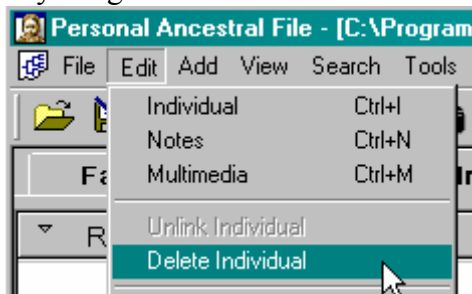 Personal Ancestral File - [C:\Program
File Edit Add View Search Tools
Individual Ctrl+I
Notes Ctrl+N
Multimedia Ctrl+M
Unlink Individual
Delete Individual